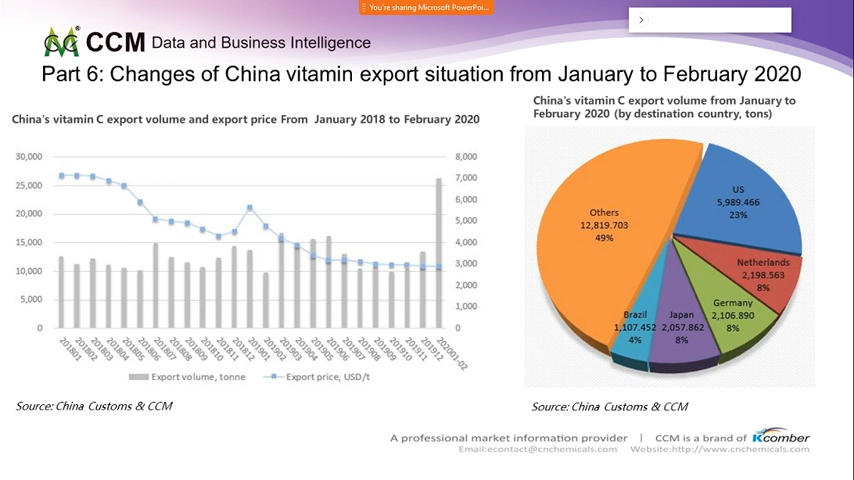 You're sharing Microsoft PowerPoi...
CCM Data and Business Intelligence
Part 6: Changes of China vitamin export situation from January to February 2020
China's vitamin C export volume and export price From January 2018 to February 2020
China's vitamin C export volume from January to
February 2020 (by destination country, tons)
30,000
25,000
20,000
15,000
10,000
5,000
0
8,000
7,000
6,000
5,000
4,000
3,000
2,000
1,000
0
201801
201802
201803
201804
201805
201806
201807
201808
201809
201810
201811
201812
201901
201902
201903
201904
201905
201906
201907
201908
201909
201910
201911
201912
202001-02
Export volume, tonne
Export price, USD/t
US
5,989.466
23%
Netherlands
2,198.563
8%
Germany
2,106.890
8%
Japan
2,057.862
8%
Brazil
1,107.452
4%
Others
12,819.703
49%
Source: China Customs & CCM
Source: China Customs & CCM
A professional market information provider | CCM is a brand of Kcomber
Email:econtact@cnchemicals.com Website:http://www.cnchemicals.com